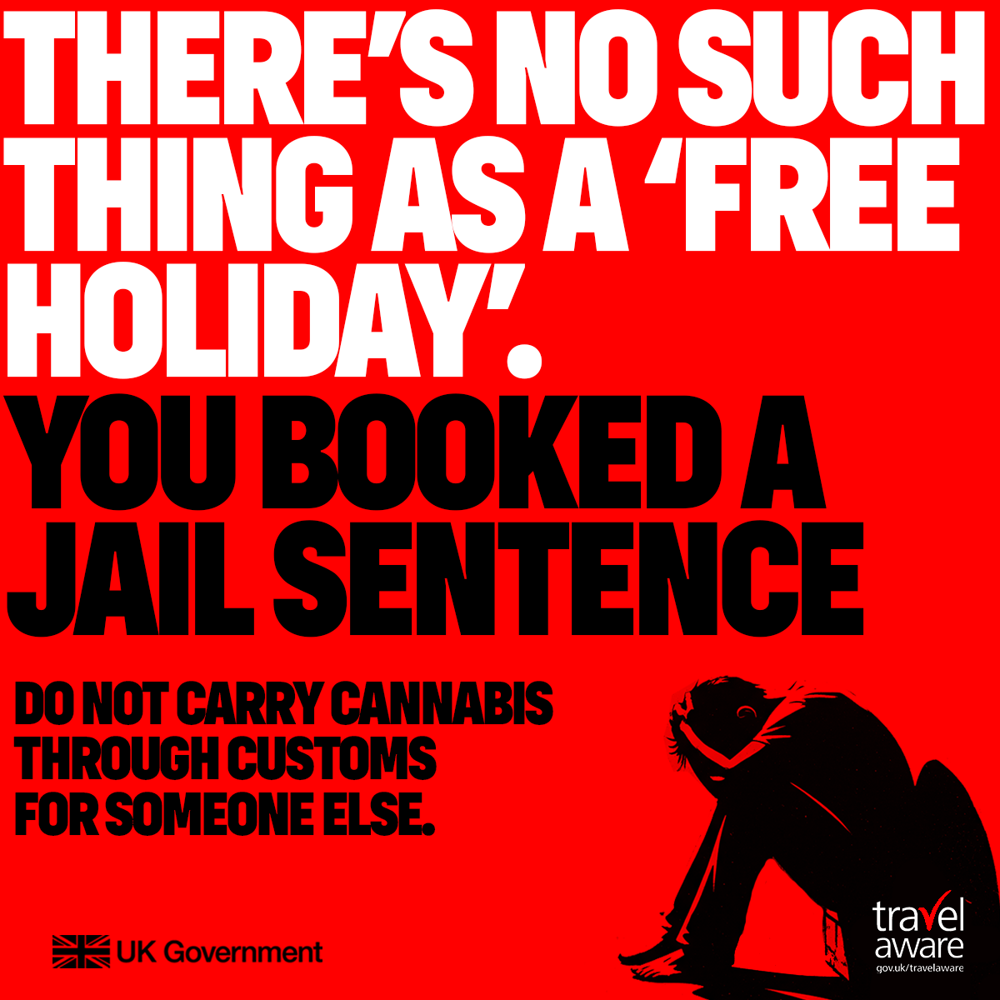 THERE'S NO SUCH
THING AS A ‘FREE
HOLIDAY’.
YOU BOOKED A
JAIL SENTENCE
DO NOT CARRY CANNABIS
THROUGH CUSTOMS
FOR SOMEONE ELSE.
UK Government
travel
aware
gov.uk/travelaware